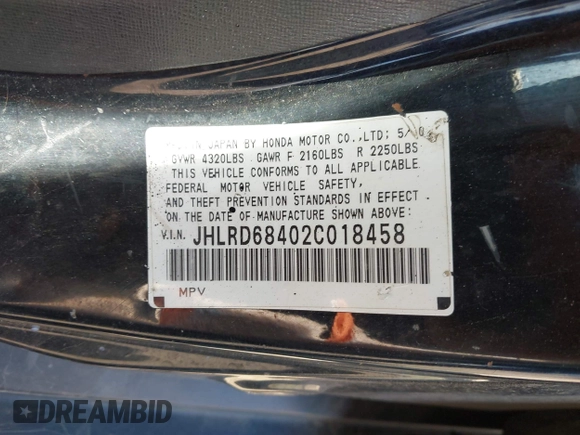 JAPAN BY HONDA MOTOR CO.,LTD; 5/
GVWR 4320LBS GAWR F 2160LBS R 2250LBS
THIS VEHICLE CONFORMS TO ALL APPLICABLE
FEDERAL MOTOR VEHICLE SAFETY,
AND THEFT PREVENTION STANDARDS IN EFFECT
ON THE DATE OF MANUFACTURE SHOWN ABOVE:
V.I.N. JHLRD68402C018458
MPV
DREAMBID